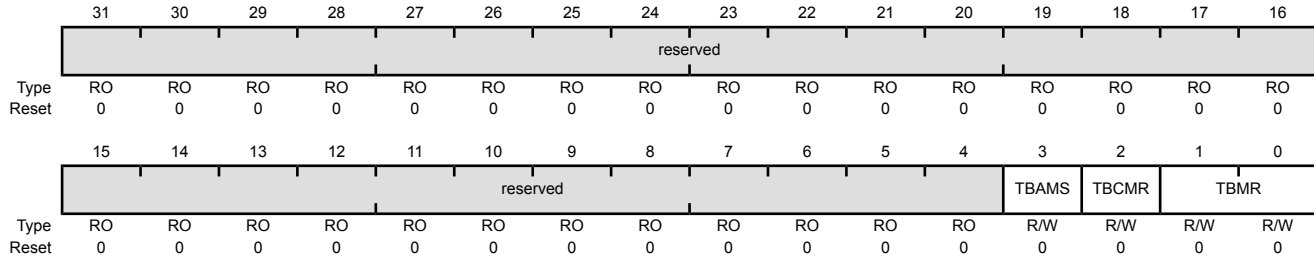 31 30 29 28 27 26 25 24 23 22 21 20 19 18 17 16
reserved
Type RO RO RO RO RO RO RO RO RO RO RO RO RO RO RO RO
Reset 0 0 0 0 0 0 0 0 0 0 0 0 0 0 0 0
15 14 13 12 11 10 9 8 7 6 5 4 3 2 1 0
reserved TBAMS TBCMR TBMR
Type RO RO RO RO RO RO RO RO RO RO RO RO R/W R/W R/W R/W
Reset 0 0 0 0 0 0 0 0 0 0 0 0 0 0 0 0